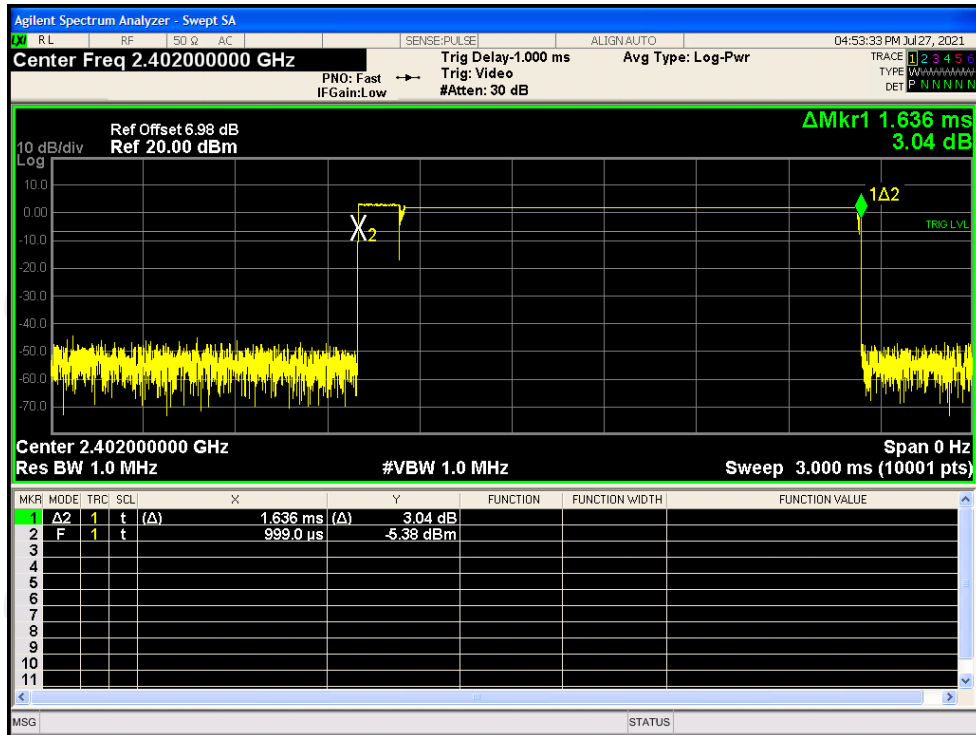 Agilent Spectrum Analyzer - Swept SA
LXI RL RF 50 Ω AC SENSE:PULSE ALIGN AUTO 04:53:33 PM Jul 27, 2021
Center Freq 2.402000000 GHz
PNO: Fast
IFGain:Low
Trig Delay-1.000 ms
Trig: Video
#Atten: 30 dB
Avg Type: Log-Pwr
TRACE 1 2 3 4 5 6
TYPE WWWWWW
DET P N N N N N
ΔMkr1 1.636 ms
3.04 dB
Ref Offset 6.98 dB
10 dB/div Ref 20.00 dBm
Log
10.0
0.00
-10.0
-20.0
-30.0
-40.0
-50.0
-60.0
-70.0
X2
1Δ2
TRIG LVL
Center 2.402000000 GHz Span 0 Hz
Res BW 1.0 MHz #VBW 1.0 MHz Sweep 3.000 ms (10001 pts)
MKR MODE TRC SCL X Y FUNCTION FUNCTION WIDTH FUNCTION VALUE
1 Δ2 1 t (Δ) 1.636 ms (Δ) 3.04 dB
2 F 1 t 999.0 µs -5.38 dBm
3
4
5
6
7
8
9
10
11
MSG STATUS